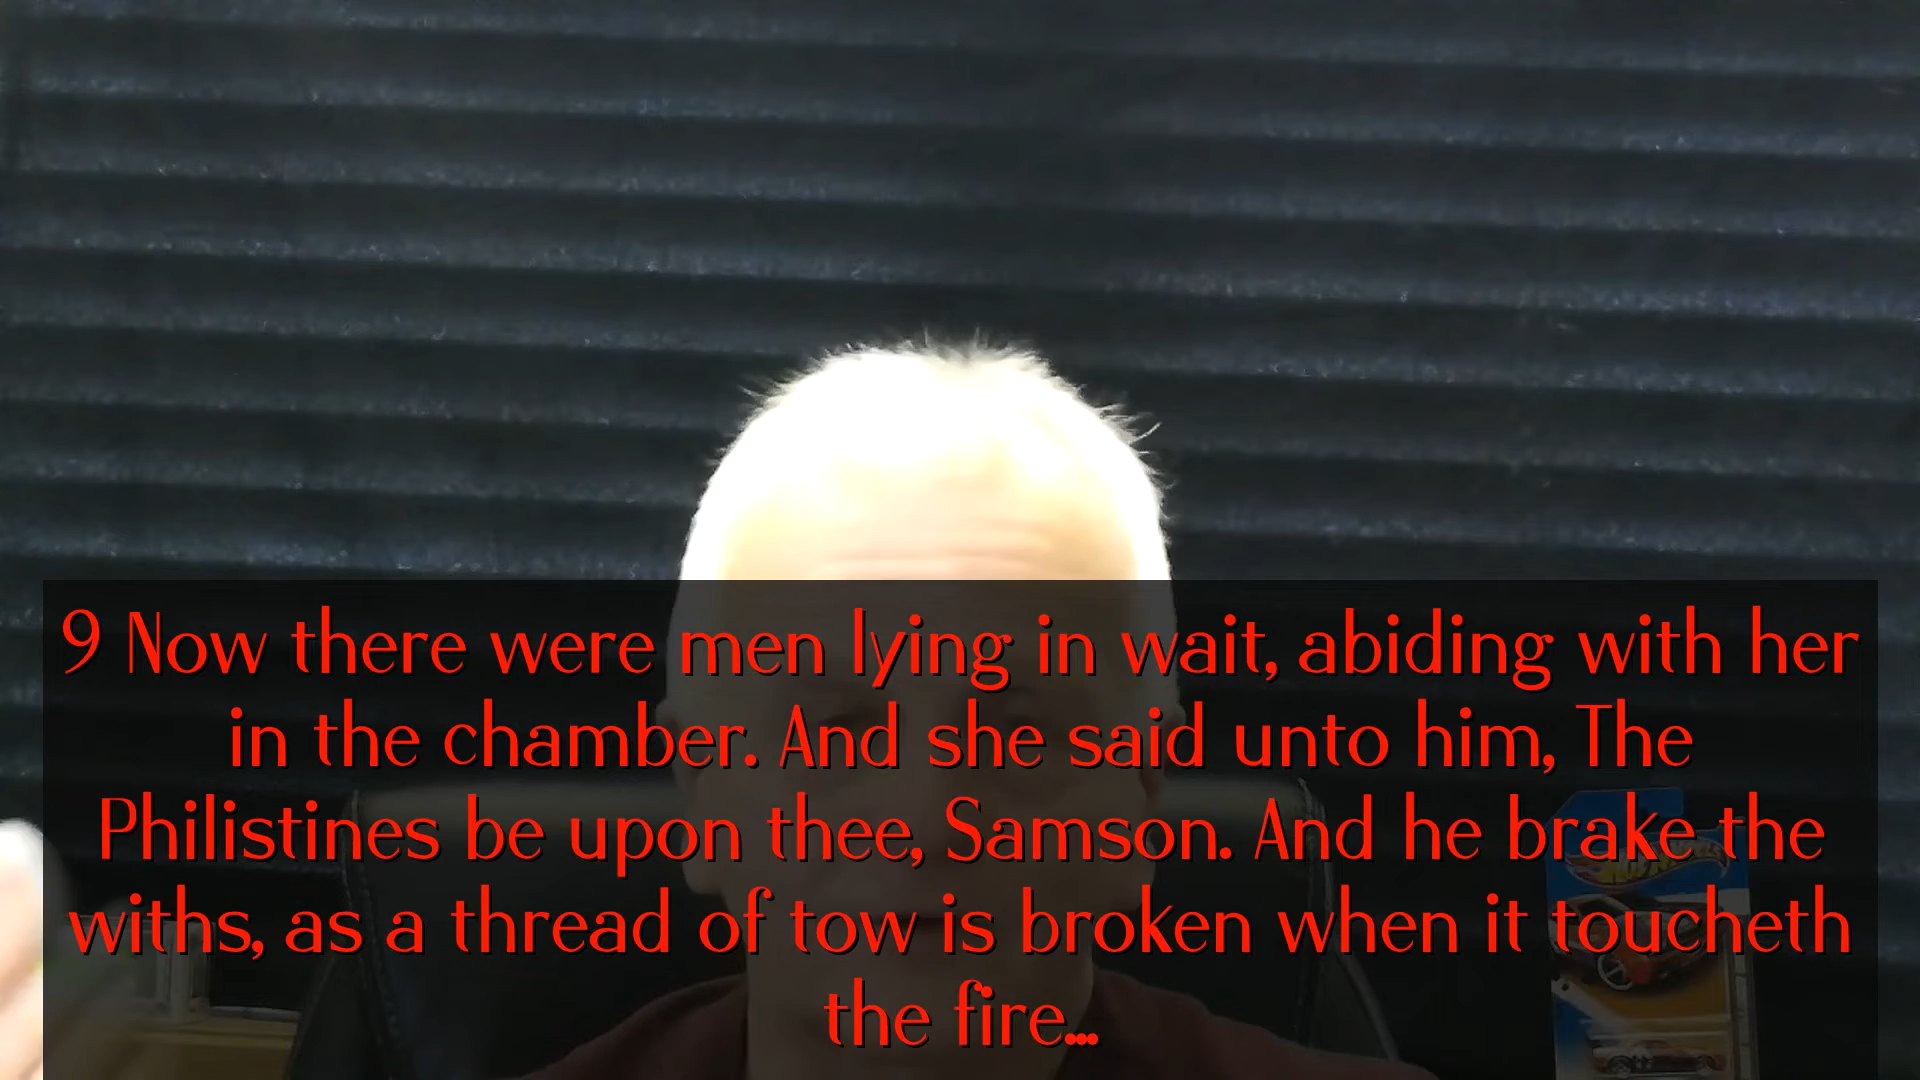 9 Now there were men lying in wait, abiding with her
in the chamber. And she said unto him, The
Philistines be upon thee, Samson. And he brake the
withs, as a thread of tow is broken when it toucheth
the fire...